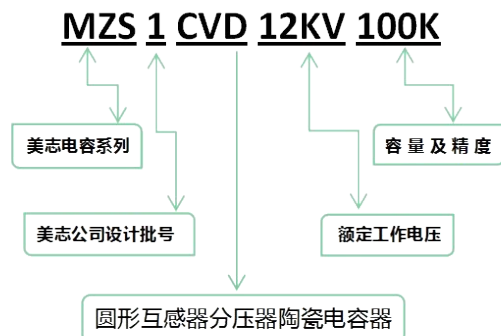 MZS 1 CVD 12KV 100K
美志电容系列
容量及精度
美志公司设计批号
额定工作电压
圆形互感器分压器陶瓷电容器